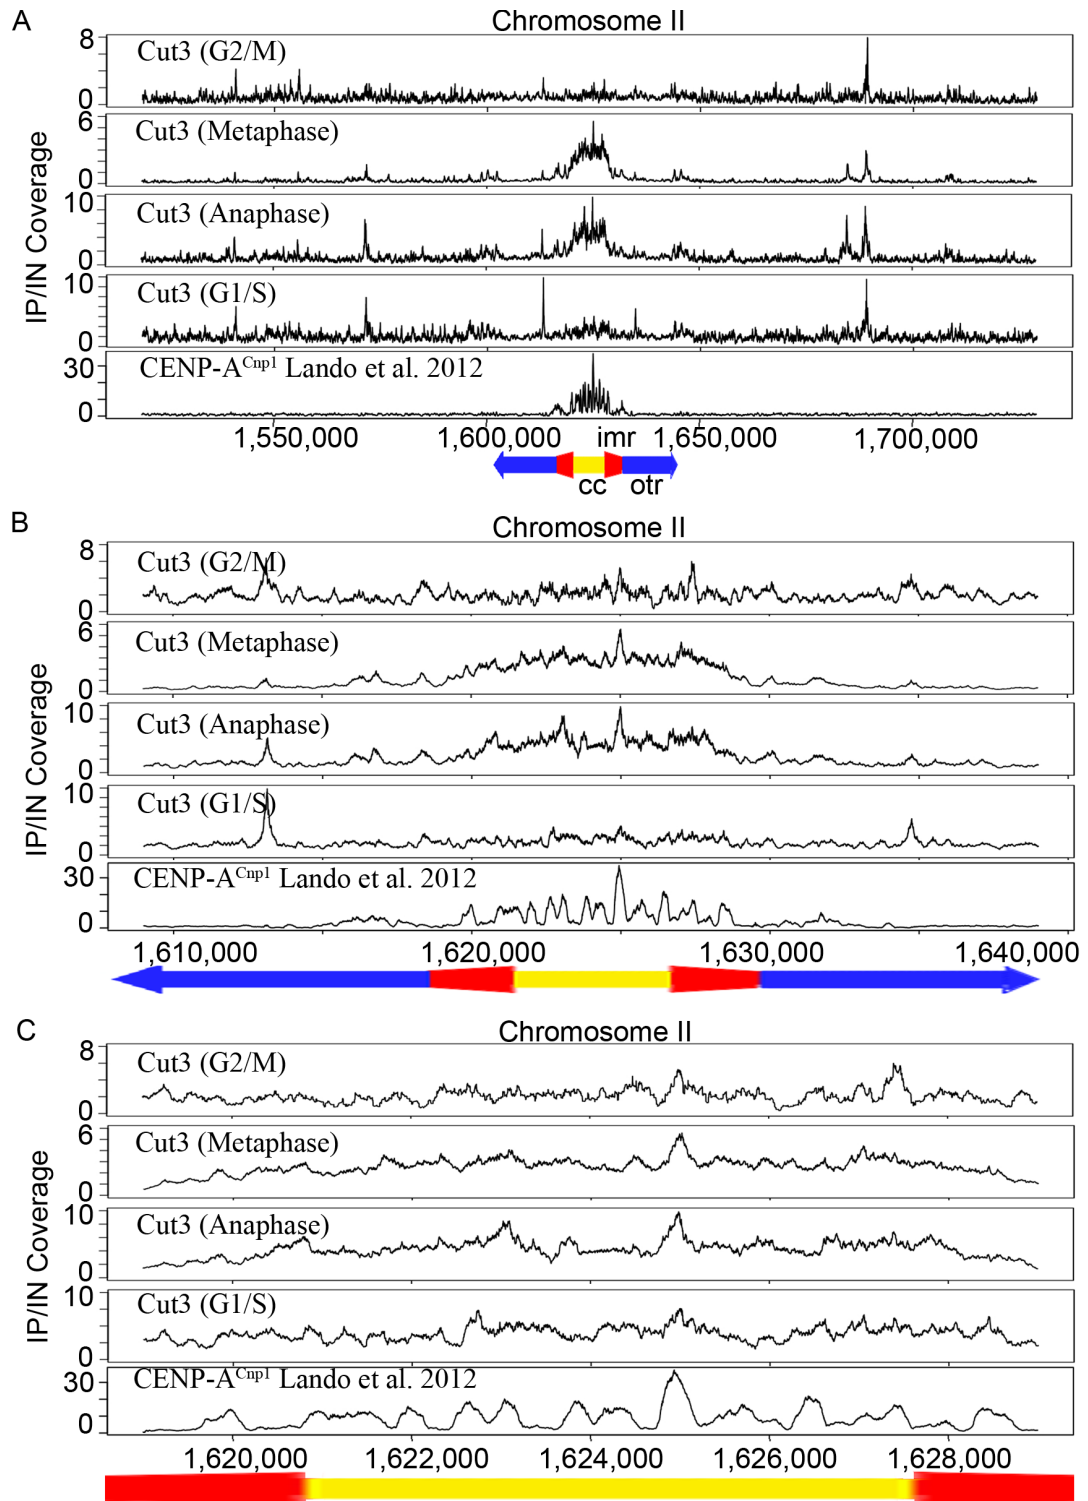 A
Chromosome II
IP/IN Coverage
8
0
Cut3 (G2/M)
6
0
Cut3 (Metaphase)
10
0
Cut3 (Anaphase)
10
0
Cut3 (G1/S)
30
0
CENP-A^Cnp1 Lando et al. 2012
1,550,000 1,600,000 imr 1,650,000 1,700,000
cc otr
B
Chromosome II
IP/IN Coverage
8
0
Cut3 (G2/M)
6
0
Cut3 (Metaphase)
10
0
Cut3 (Anaphase)
10
0
Cut3 (G1/S)
30
0
CENP-A^Cnp1 Lando et al. 2012
1,610,000 1,620,000 1,630,000 1,640,000
C
Chromosome II
IP/IN Coverage
8
0
Cut3 (G2/M)
6
0
Cut3 (Metaphase)
10
0
Cut3 (Anaphase)
10
0
Cut3 (G1/S)
30
0
CENP-A^Cnp1 Lando et al. 2012
1,620,000 1,622,000 1,624,000 1,626,000 1,628,000